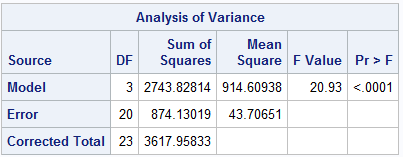 Analysis of Variance
Source DF Sum of Squares Mean Square F Value Pr > F
Model 3 2743.82814 914.60938 20.93 <.0001
Error 20 874.13019 43.70651
Corrected Total 23 3617.95833